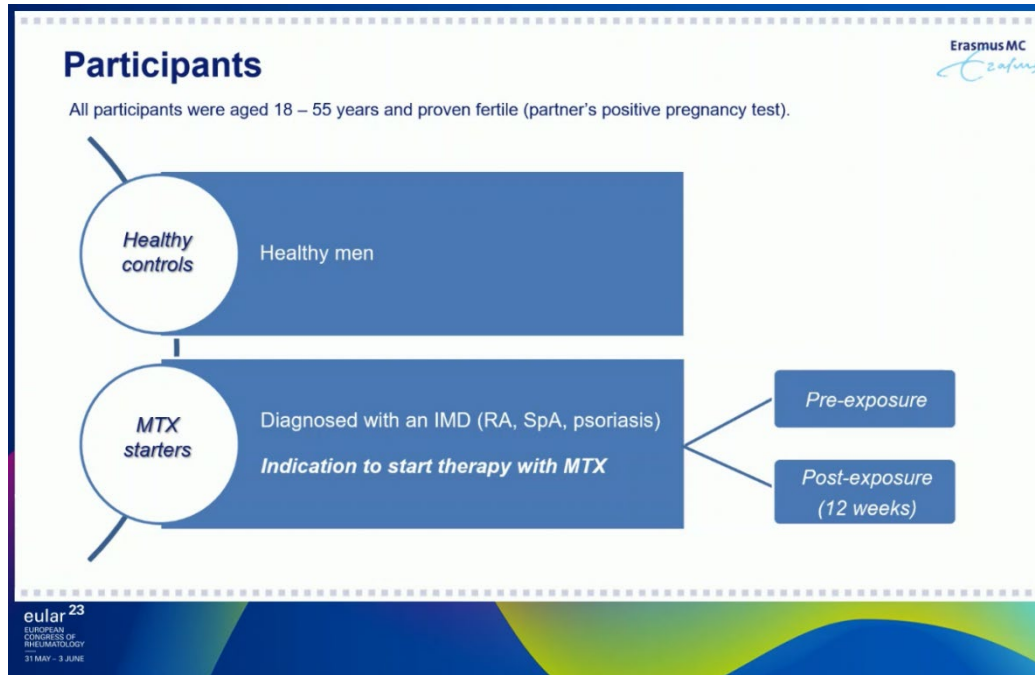 Participants
Erasmus MC
Erasmus
All participants were aged 18 – 55 years and proven fertile (partner's positive pregnancy test).
Healthy
controls
Healthy men
MTX
starters
Diagnosed with an IMD (RA, SpA, psoriasis)
Indication to start therapy with MTX
Pre-exposure
Post-exposure
(12 weeks)
eular 23
EUROPEAN
CONGRESS OF
RHEUMATOLOGY
31 MAY – 3 JUNE